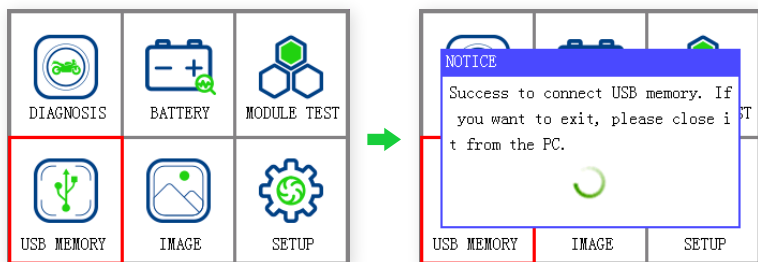 DIAGNOSIS BATTERY MODULE TEST
USB MEMORY IMAGE SETUP
NOTICE
Success to connect USB memory. If
you want to exit, please close i
t from the PC.
ST
USB MEMORY IMAGE SETUP